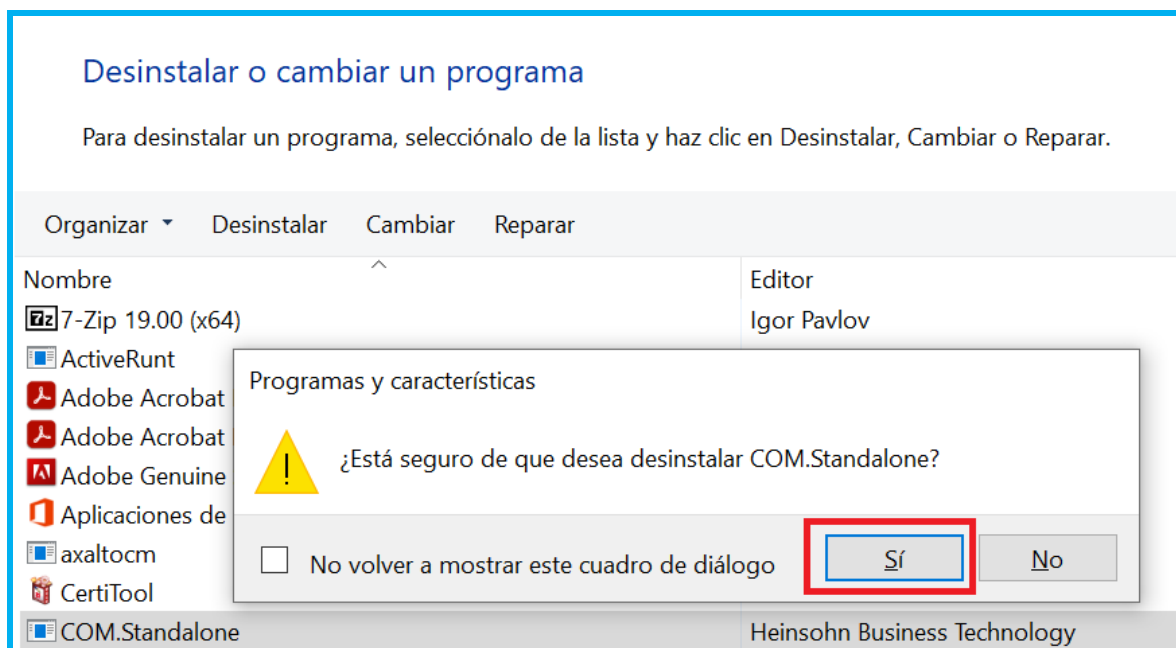 Desinstalar o cambiar un programa
Para desinstalar un programa, selecciónalo de la lista y haz clic en Desinstalar, Cambiar o Reparar.
Organizar Desinstalar Cambiar Reparar
Nombre Editor
7z 7-Zip 19.00 (x64) Igor Pavlov
ActiveRunt
Adobe Acrobat
Adobe Acrobat
Adobe Genuine
Aplicaciones de
axaltocm
CertiTool
COM.Standalone Heinsohn Business Technology
Programas y características
¿Está seguro de que desea desinstalar COM.Standalone?
No volver a mostrar este cuadro de diálogo Sí No